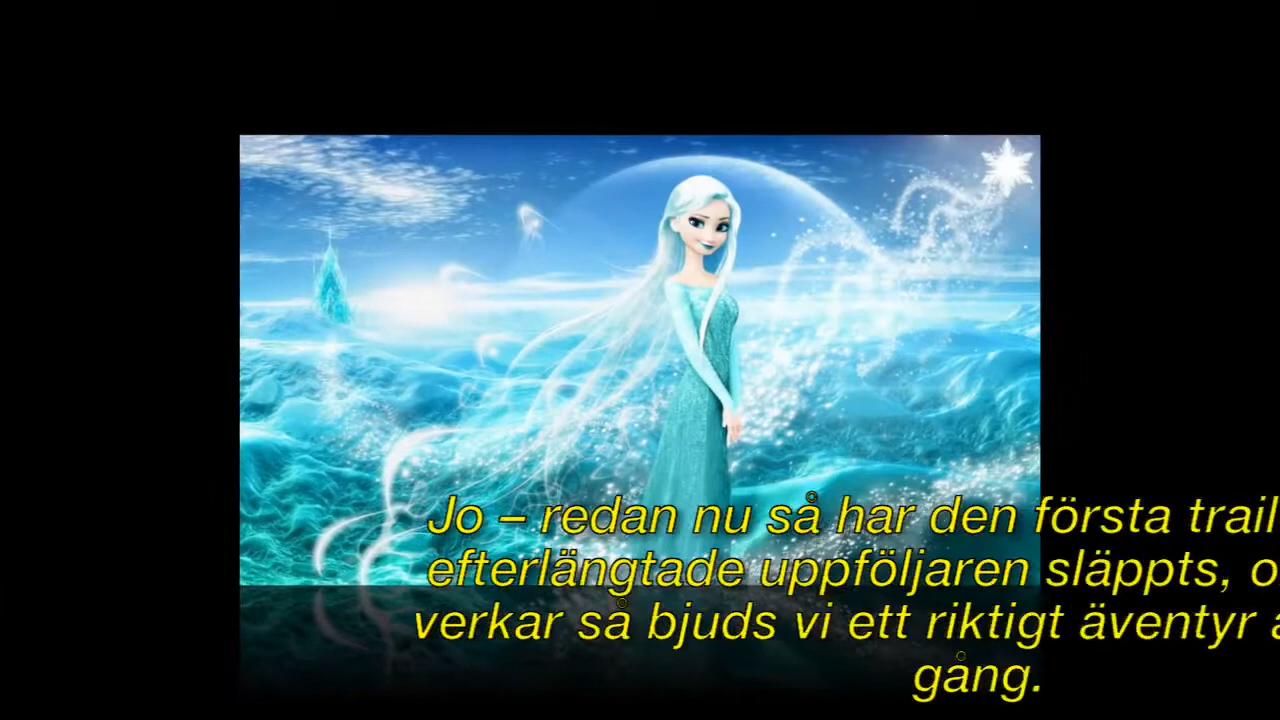 Jo – redan nu så har den första trail
efterlängtade uppföljaren släppts, o
verkar så bjuds vi ett riktigt äventyr
gång.